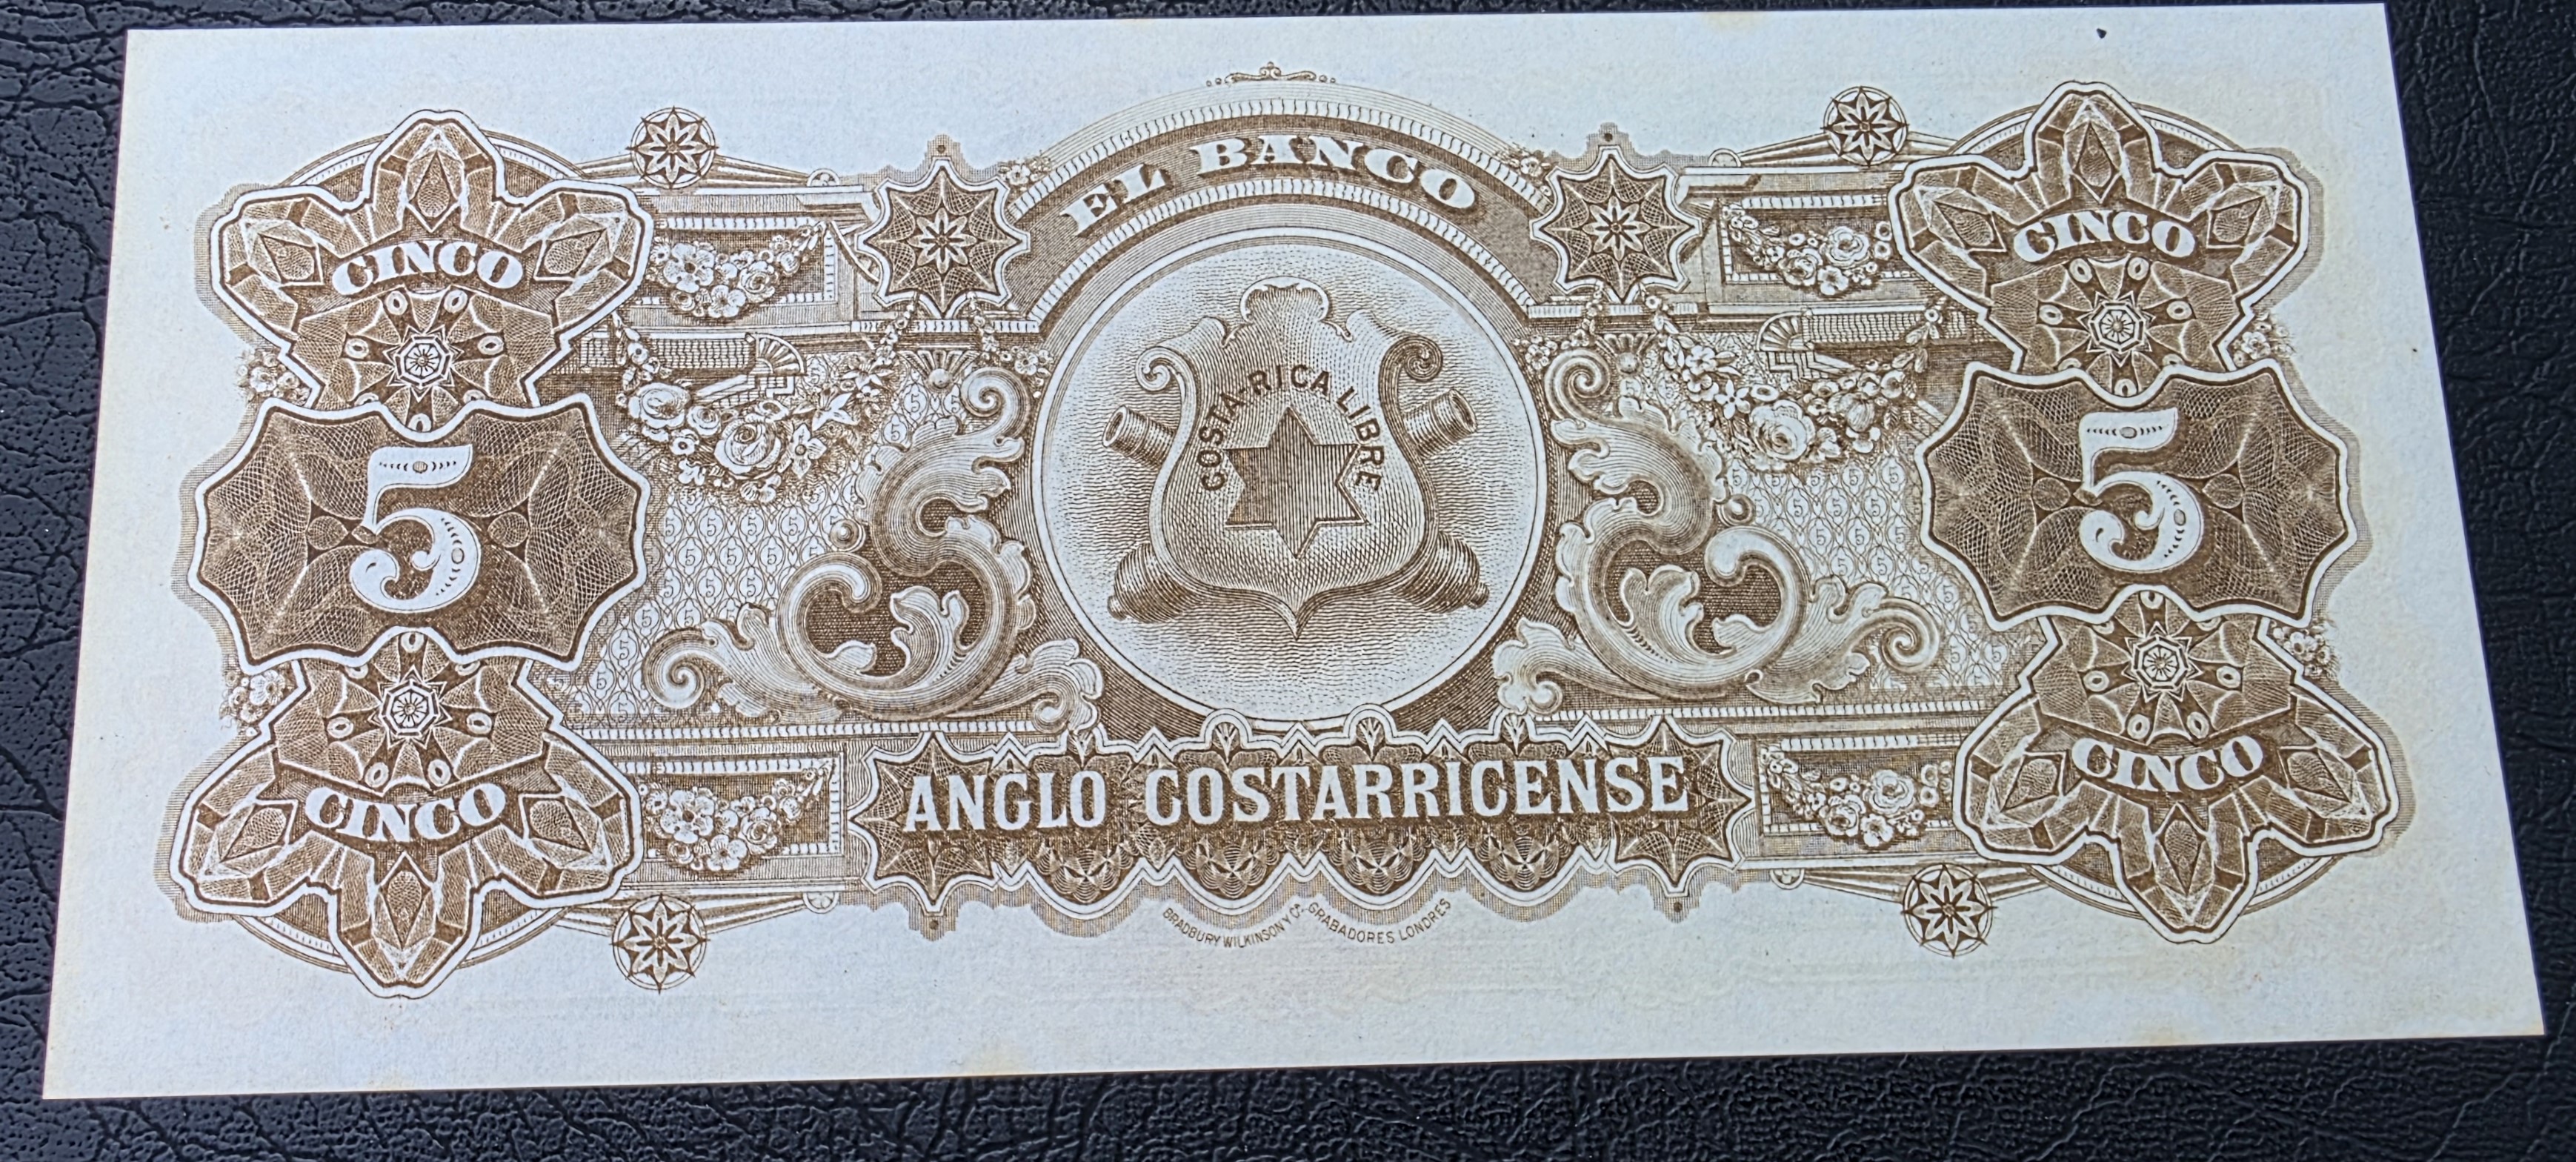 EL BANCO
CINCO
CINCO
COSTA-RICA LIBRE
5
5
CINCO
CINCO
ANGLO COSTARRICENSE
BRADBURY WILKINSON Y Cª. GRABADORES LONDRES